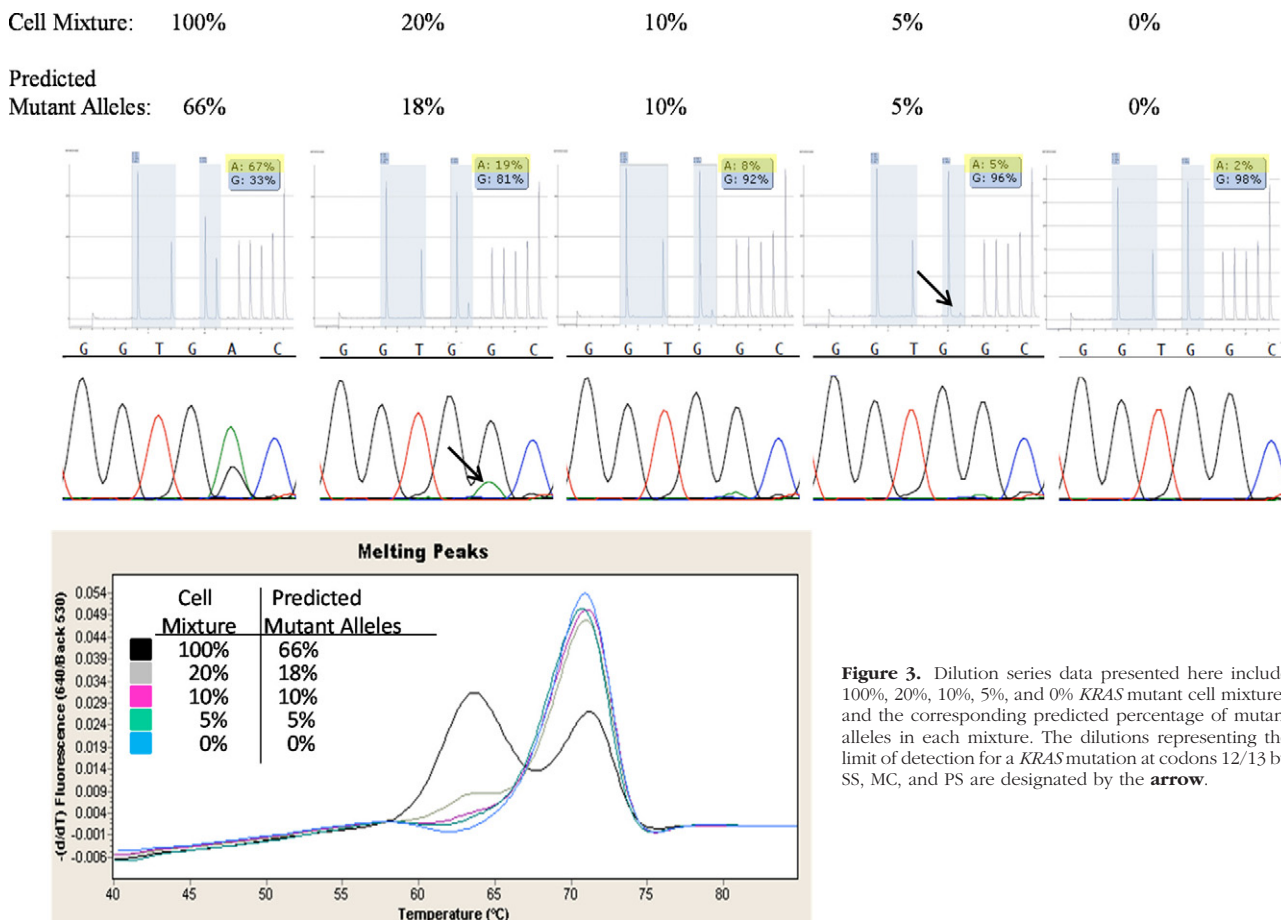 Cell Mixture: 100% 20% 10% 5% 0%
Predicted
Mutant Alleles: 66% 18% 10% 5% 0%
A: 67% A: 19% A: 8% A: 5% A: 2%
G: 33% G: 81% G: 92% G: 96% G: 98%
G G T G A C G G T G G C G G T G G C G G T G G C G G T G G C
Melting Peaks
-(d/dT) Fluorescence (640/Back 530)
0.054
0.049
0.044
0.039
0.034
0.029
0.024
0.019
0.014
0.009
0.004
-0.001
-0.006
Cell Predicted
Mixture Mutant Alleles
100% 66%
20% 18%
10% 10%
5% 5%
0% 0%
40 45 50 55 60 65 70 75 80
Temperature (°C)
Figure 3. Dilution series data presented here includ
100%, 20%, 10%, 5%, and 0% KRAS mutant cell mixture
and the corresponding predicted percentage of mutan
alleles in each mixture. The dilutions representing th
limit of detection for a KRAS mutation at codons 12/13 b
SS, MC, and PS are designated by the arrow.